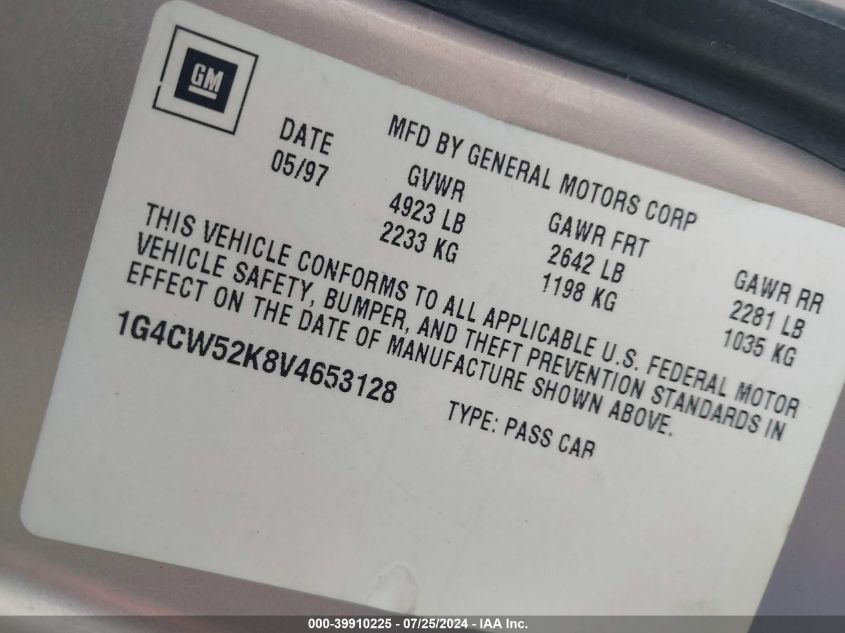 GM
MFD BY GENERAL MOTORS CORP
DATE GVWR GAWR FRT GAWR RR
05/97 4923 LB 2642 LB 2281 LB
2233 KG 1198 KG 1035 KG
THIS VEHICLE CONFORMS TO ALL APPLICABLE U.S. FEDERAL MOTOR
VEHICLE SAFETY, BUMPER, AND THEFT PREVENTION STANDARDS IN
EFFECT ON THE DATE OF MANUFACTURE SHOWN ABOVE.
1G4CW52K8V4653128 TYPE: PASS CAR
000-39910225 - 07/25/2024 - IAA Inc.